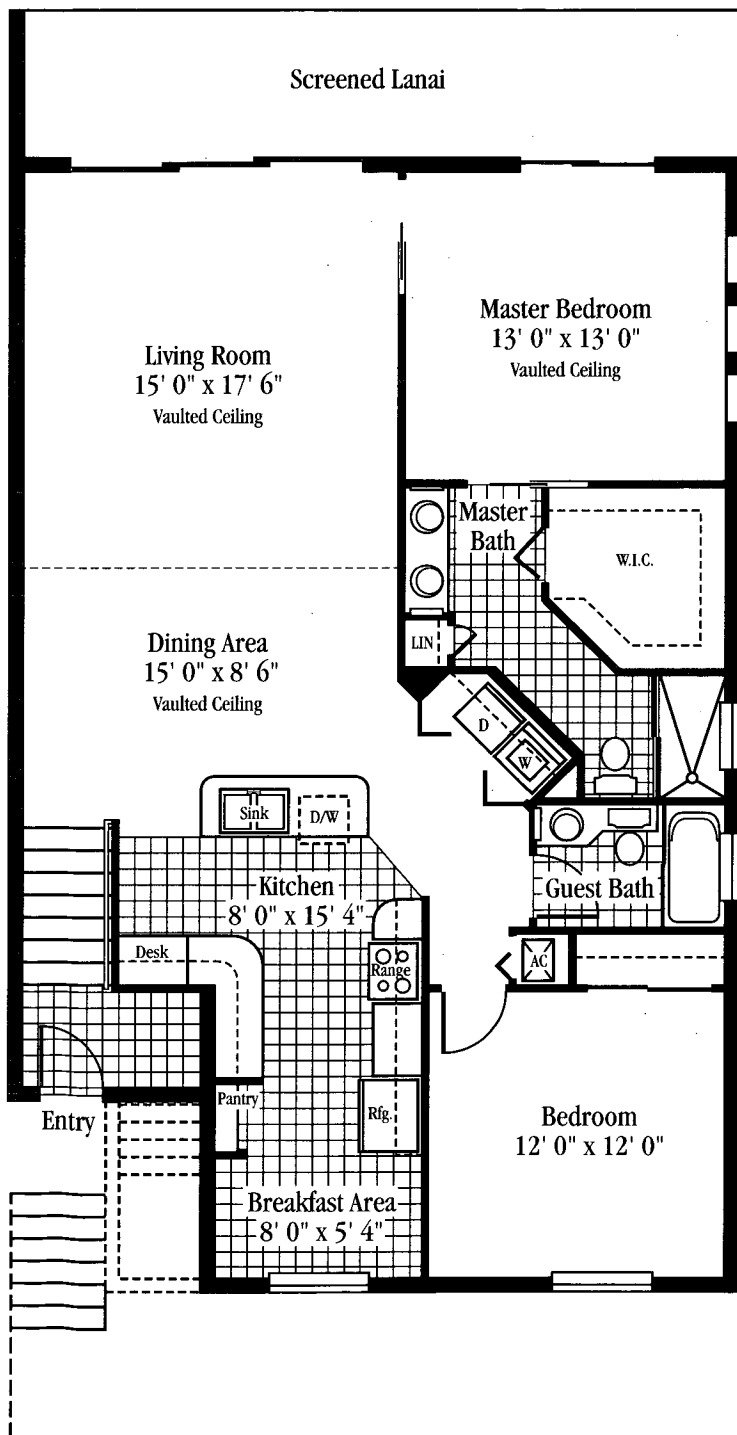 Screened Lanai
Master Bedroom
13' 0" x 13' 0"
Vaulted Ceiling
Living Room
15' 0" x 17' 6"
Vaulted Ceiling
Master
Bath
W.I.C.
LIN
Dining Area
15' 0" x 8' 6"
Vaulted Ceiling
D
W
Sink
D/W
Kitchen
8' 0" x 15' 4"
Guest Bath
Desk
Range
AC
Pantry
Rfg.
Entry
Bedroom
12' 0" x 12' 0"
Breakfast Area
8' 0" x 5' 4"